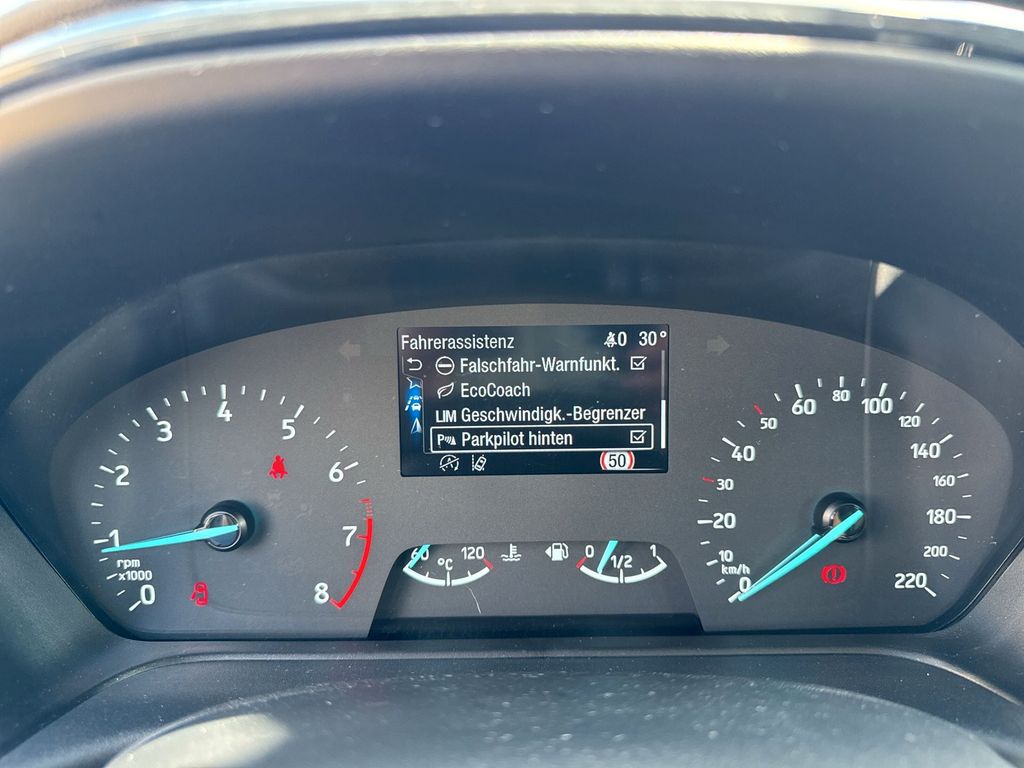 Fahrerassistenz 0 30°
Falschfahr-Warnfunkt.
EcoCoach
LIM Geschwindigk.-Begrenzer
P Parkpilot hinten
A 50
0
1
2
3
4
5
6
7
8
rpm
x1000
60 120
°C
0 1/2 1
0
10
20
30
40
50
60
80
100
120
140
160
180
200
220
km/h